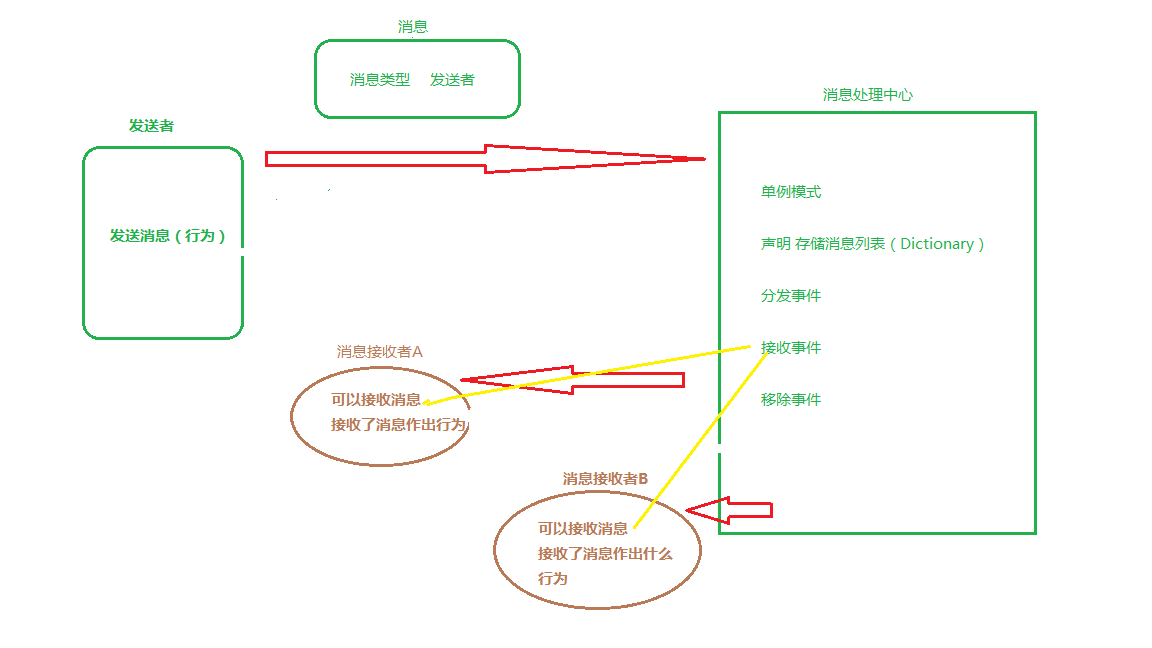 消息
消息类型 发送者
发送者
发送消息（行为）
消息处理中心
单例模式
声明 存储消息列表（Dictionary）
分发事件
接收事件
移除事件
消息接收者A
可以接收消息
接收了消息作出行为
消息接收者B
可以接收消息
接收了消息作出什么
行为